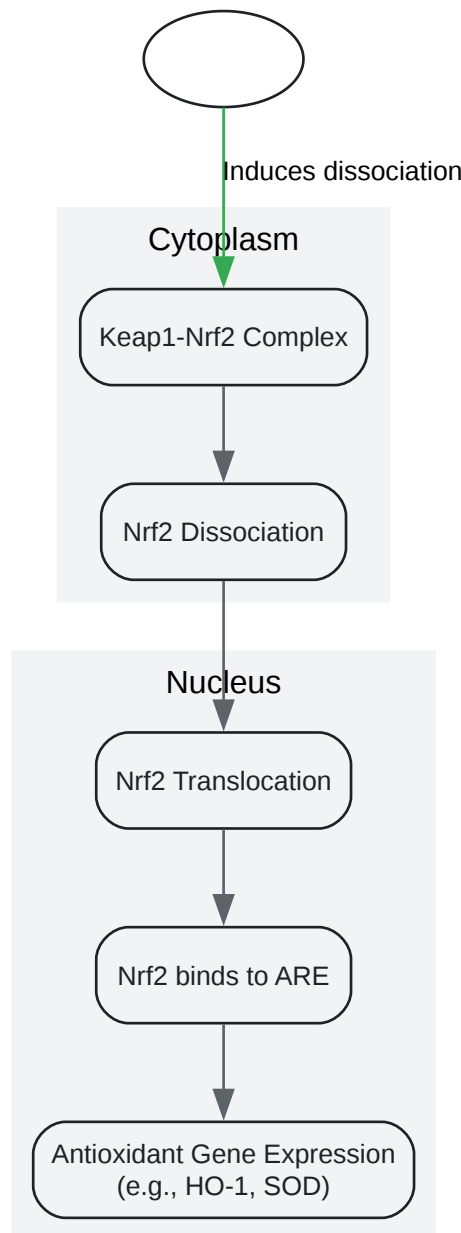 Induces dissociation
Cytoplasm
Keap1-Nrf2 Complex
Nrf2 Dissociation
Nucleus
Nrf2 Translocation
Nrf2 binds to ARE
Antioxidant Gene Expression
(e.g., HO-1, SOD)